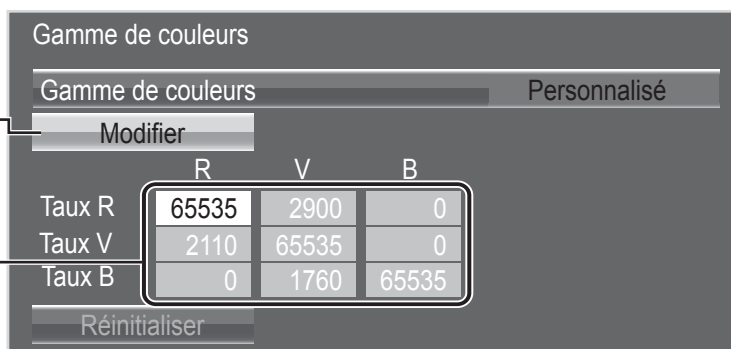 Gamme de couleurs
Gamme de couleurs Personnalisé
Modifier
R V B
Taux R 65535 2900 0
Taux V 2110 65535 0
Taux B 0 1760 65535
Réinitialiser